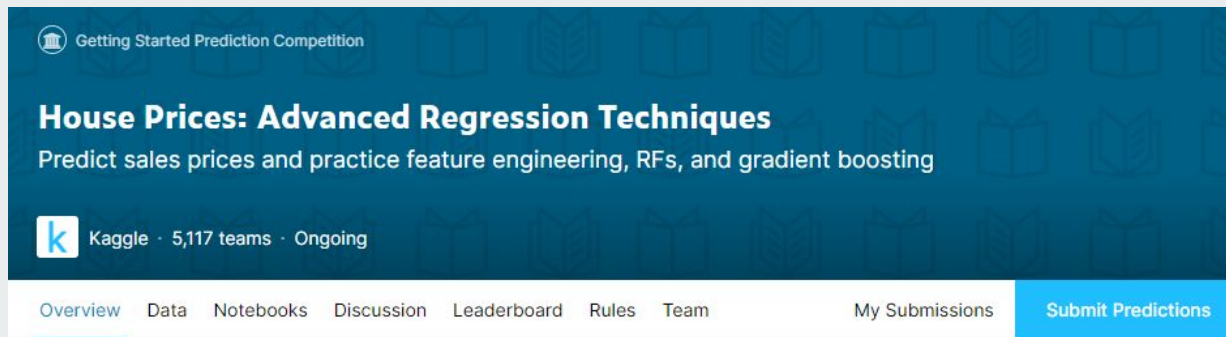 Getting Started Prediction Competition
House Prices: Advanced Regression Techniques
Predict sales prices and practice feature engineering, RFs, and gradient boosting
k Kaggle · 5,117 teams · Ongoing
Overview Data Notebooks Discussion Leaderboard Rules Team My Submissions Submit Predictions